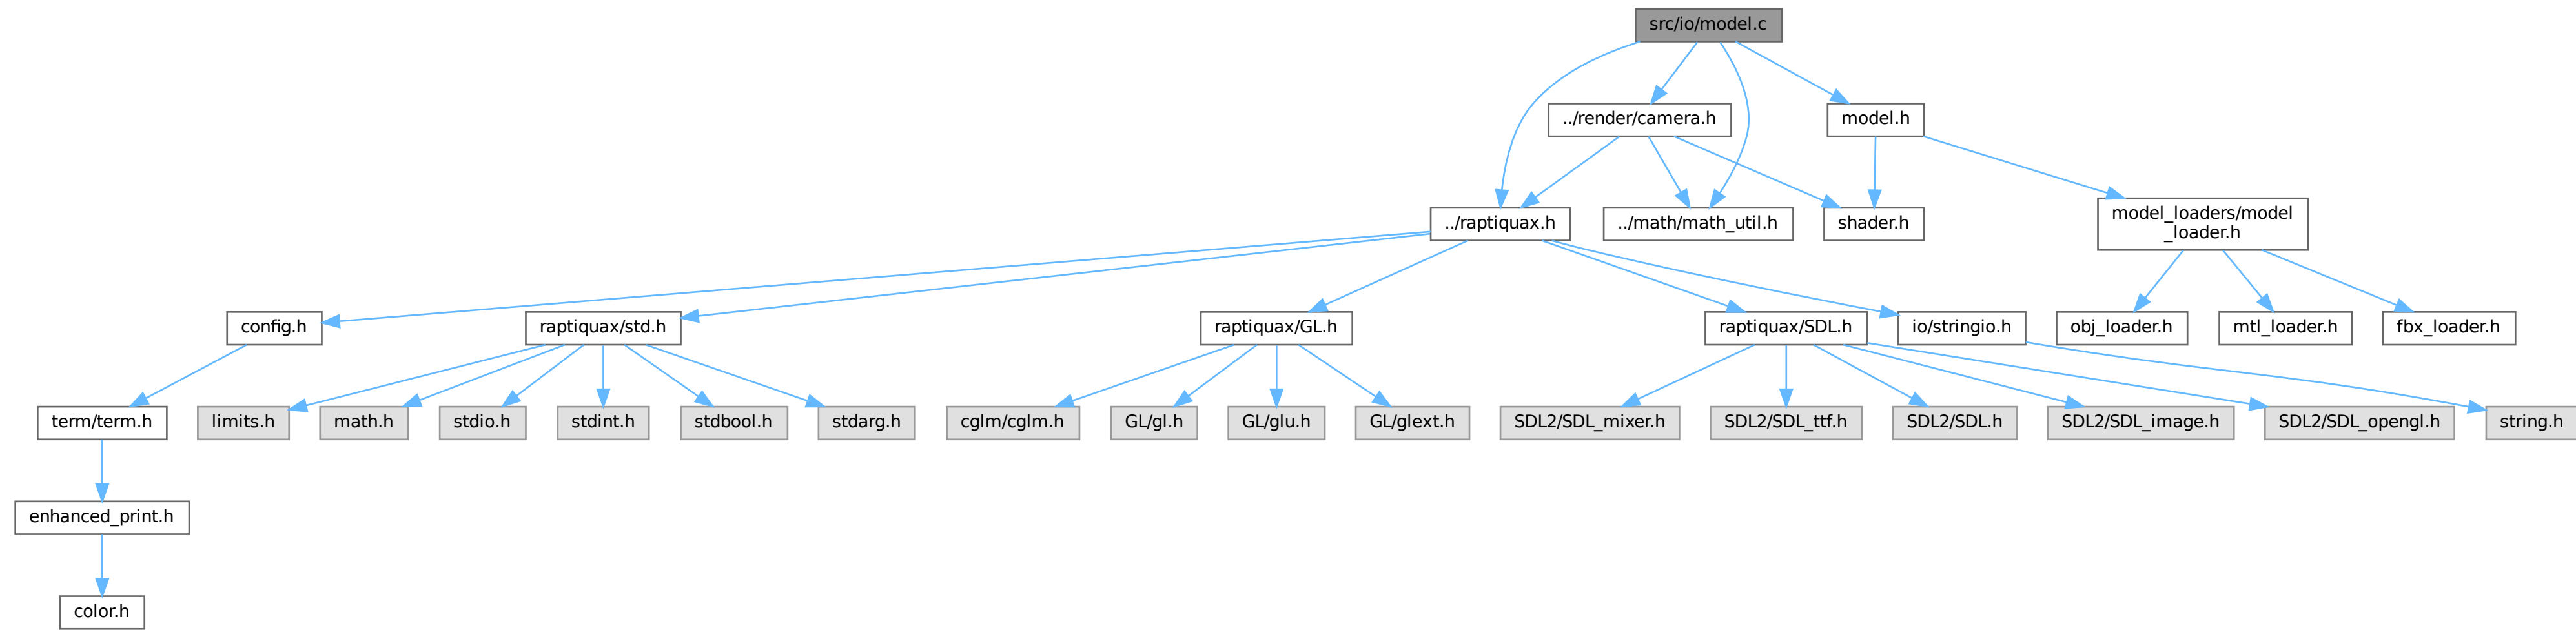 src/io/model.c
../render/camera.h
model.h
../raptiquax.h
../math/math_util.h
shader.h
model_loaders/model
_loader.h
config.h
raptiquax/std.h
raptiquax/GL.h
raptiquax/SDL.h
io/stringio.h
obj_loader.h
mtl_loader.h
fbx_loader.h
term/term.h
limits.h
math.h
stdio.h
stdint.h
stdbool.h
stdarg.h
cglm/cglm.h
GL/gl.h
GL/glu.h
GL/glext.h
SDL2/SDL_mixer.h
SDL2/SDL_ttf.h
SDL2/SDL.h
SDL2/SDL_image.h
SDL2/SDL_opengl.h
string.h
enhanced_print.h
color.h